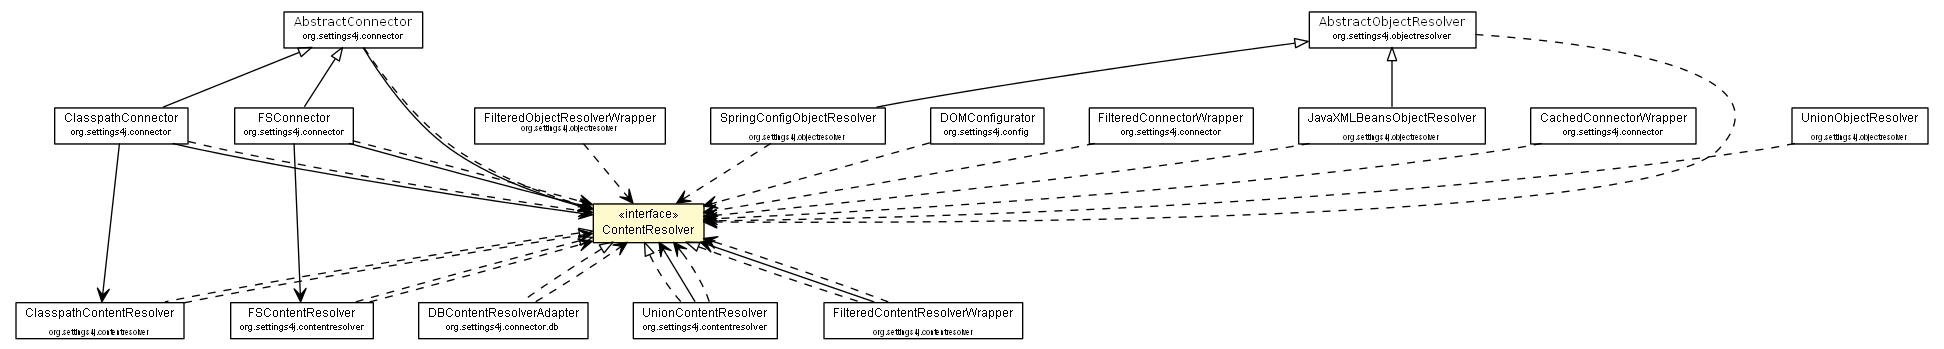 AbstractConnector
org.settings4j.connector
AbstractObjectResolver
org.settings4j.objectresolver
ClasspathConnector
org.settings4j.connector
FSConnector
org.settings4j.connector
FilteredObjectResolverWrapper
org.settings4j.objectresolver
SpringConfigObjectResolver
org.settings4j.objectresolver
DOMConfigurator
org.settings4j.config
FilteredConnectorWrapper
org.settings4j.connector
JavaXMLBeansObjectResolver
org.settings4j.objectresolver
CachedConnectorWrapper
org.settings4j.connector
UnionObjectResolver
org.settings4j.objectresolver
«interface»
ContentResolver
ClasspathContentResolver
org.settings4j.contentresolver
FSContentResolver
org.settings4j.contentresolver
DBContentResolverAdapter
org.settings4j.connector.db
UnionContentResolver
org.settings4j.contentresolver
FilteredContentResolverWrapper
org.settings4j.contentresolver